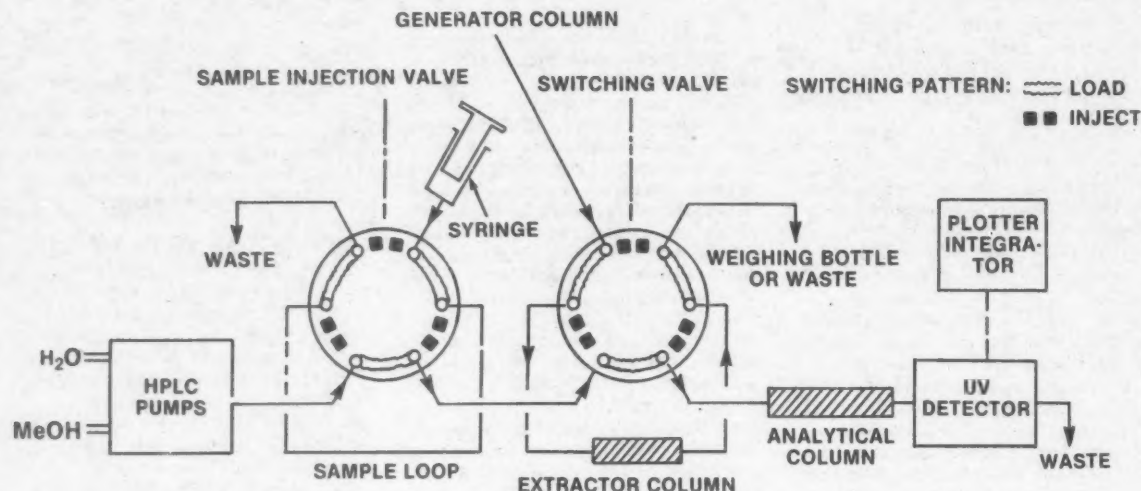 GENERATOR COLUMN
SAMPLE INJECTION VALVE
SWITCHING VALVE
SWITCHING PATTERN:
LOAD
INJECT
SYRINGE
WASTE
WEIGHING BOTTLE
OR WASTE
PLOTTER
INTEGRA-
TOR
H₂O
MeOH
HPLC
PUMPS
SAMPLE LOOP
EXTRACTOR COLUMN
ANALYTICAL
COLUMN
UV
DETECTOR
WASTE